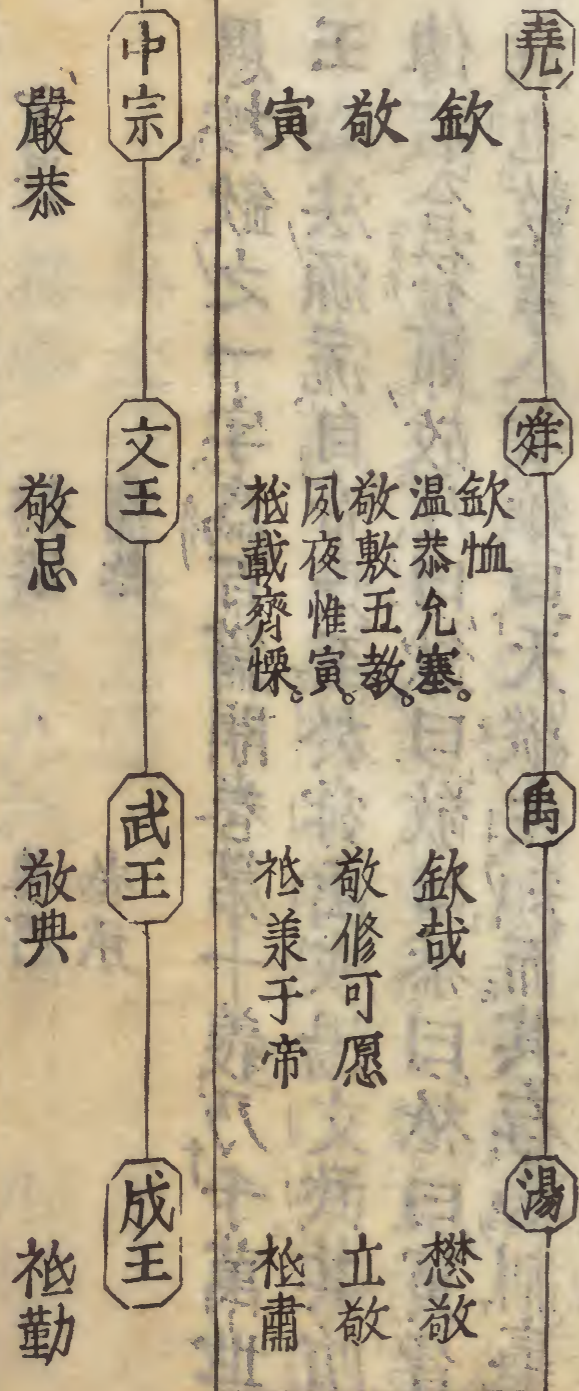 堯
欽
敬
寅
舜
欽恤
温恭允塞。
敬敷五教。
夙夜惟寅。
祗載齊慄。
禹
欽哉
敬修可愿
祗承于帝
湯
懋敬
立敬
祗肅
中宗
嚴恭
文王
敬忌
武王
敬典
成王
祗勤